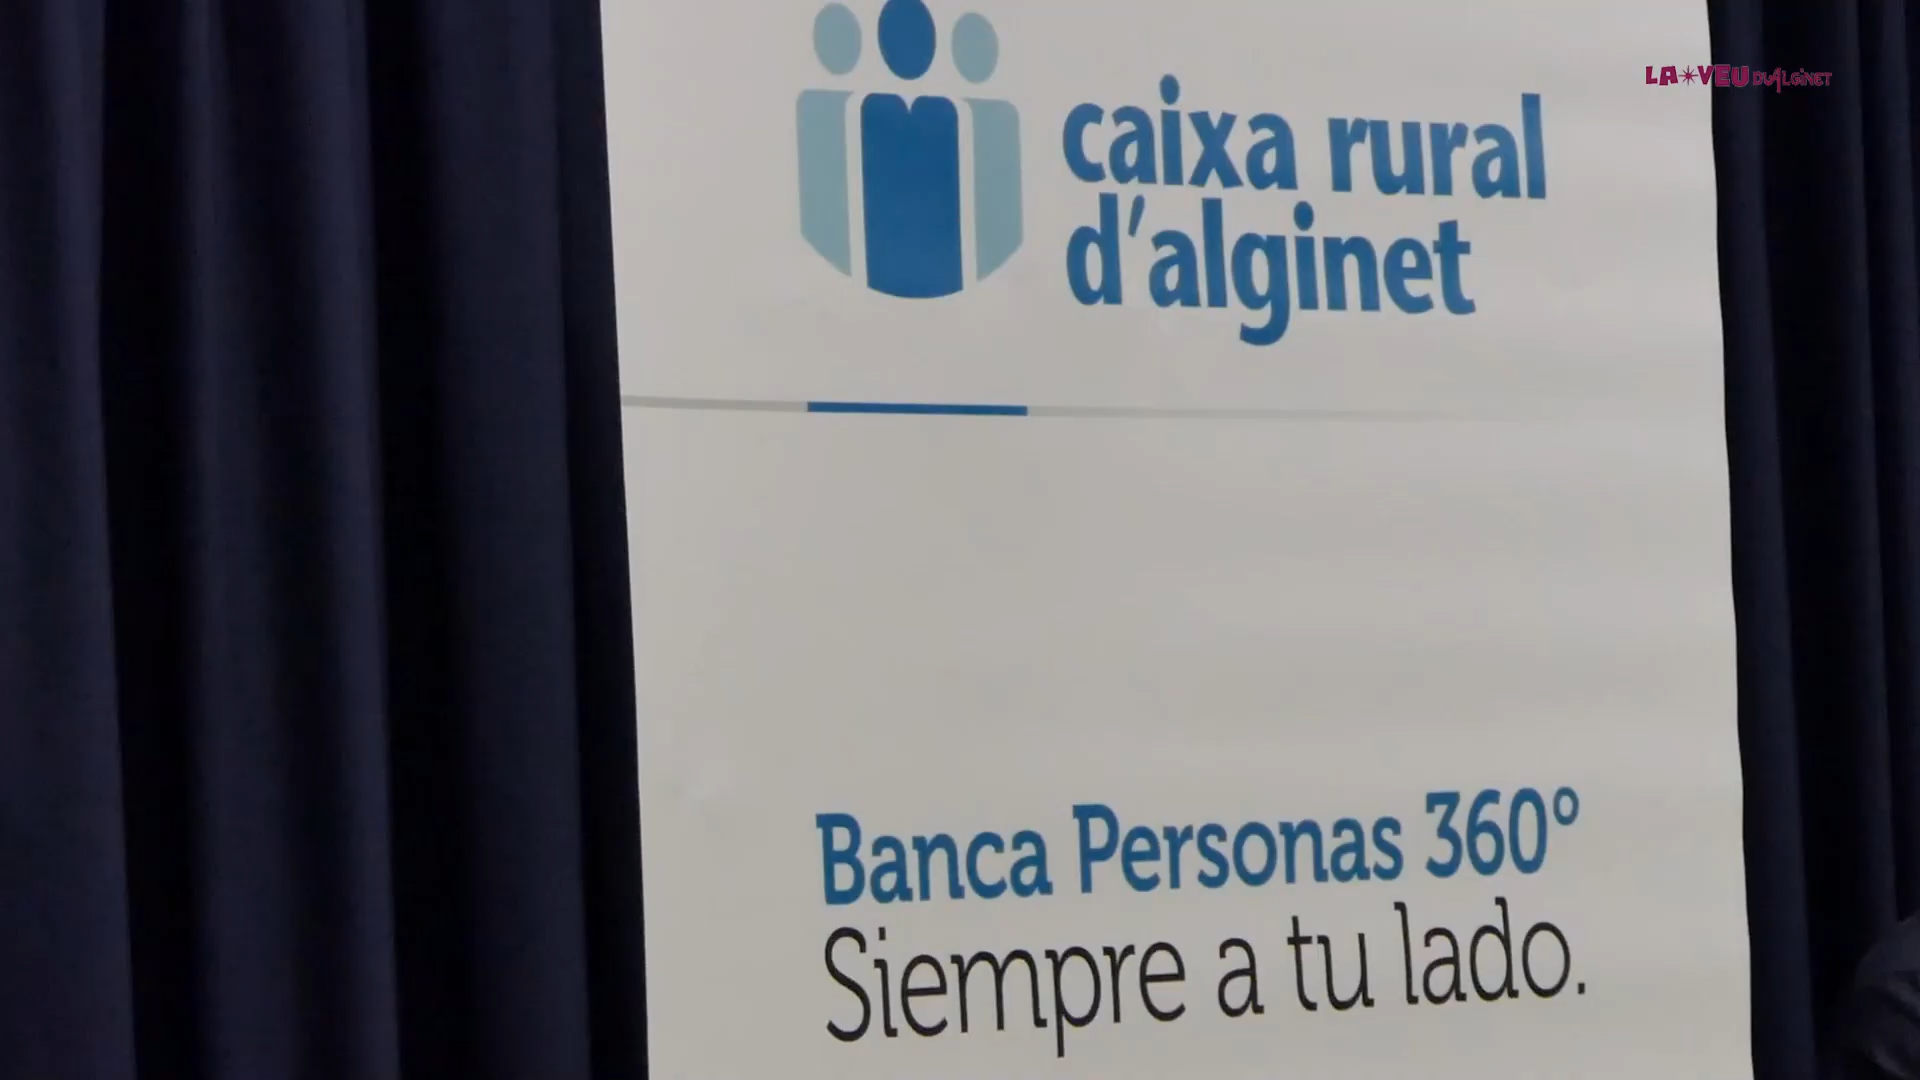 LA VEU D'ALGINET
caixa rural
d'alginet
Banca Personas 360°
Siempre a tu lado.